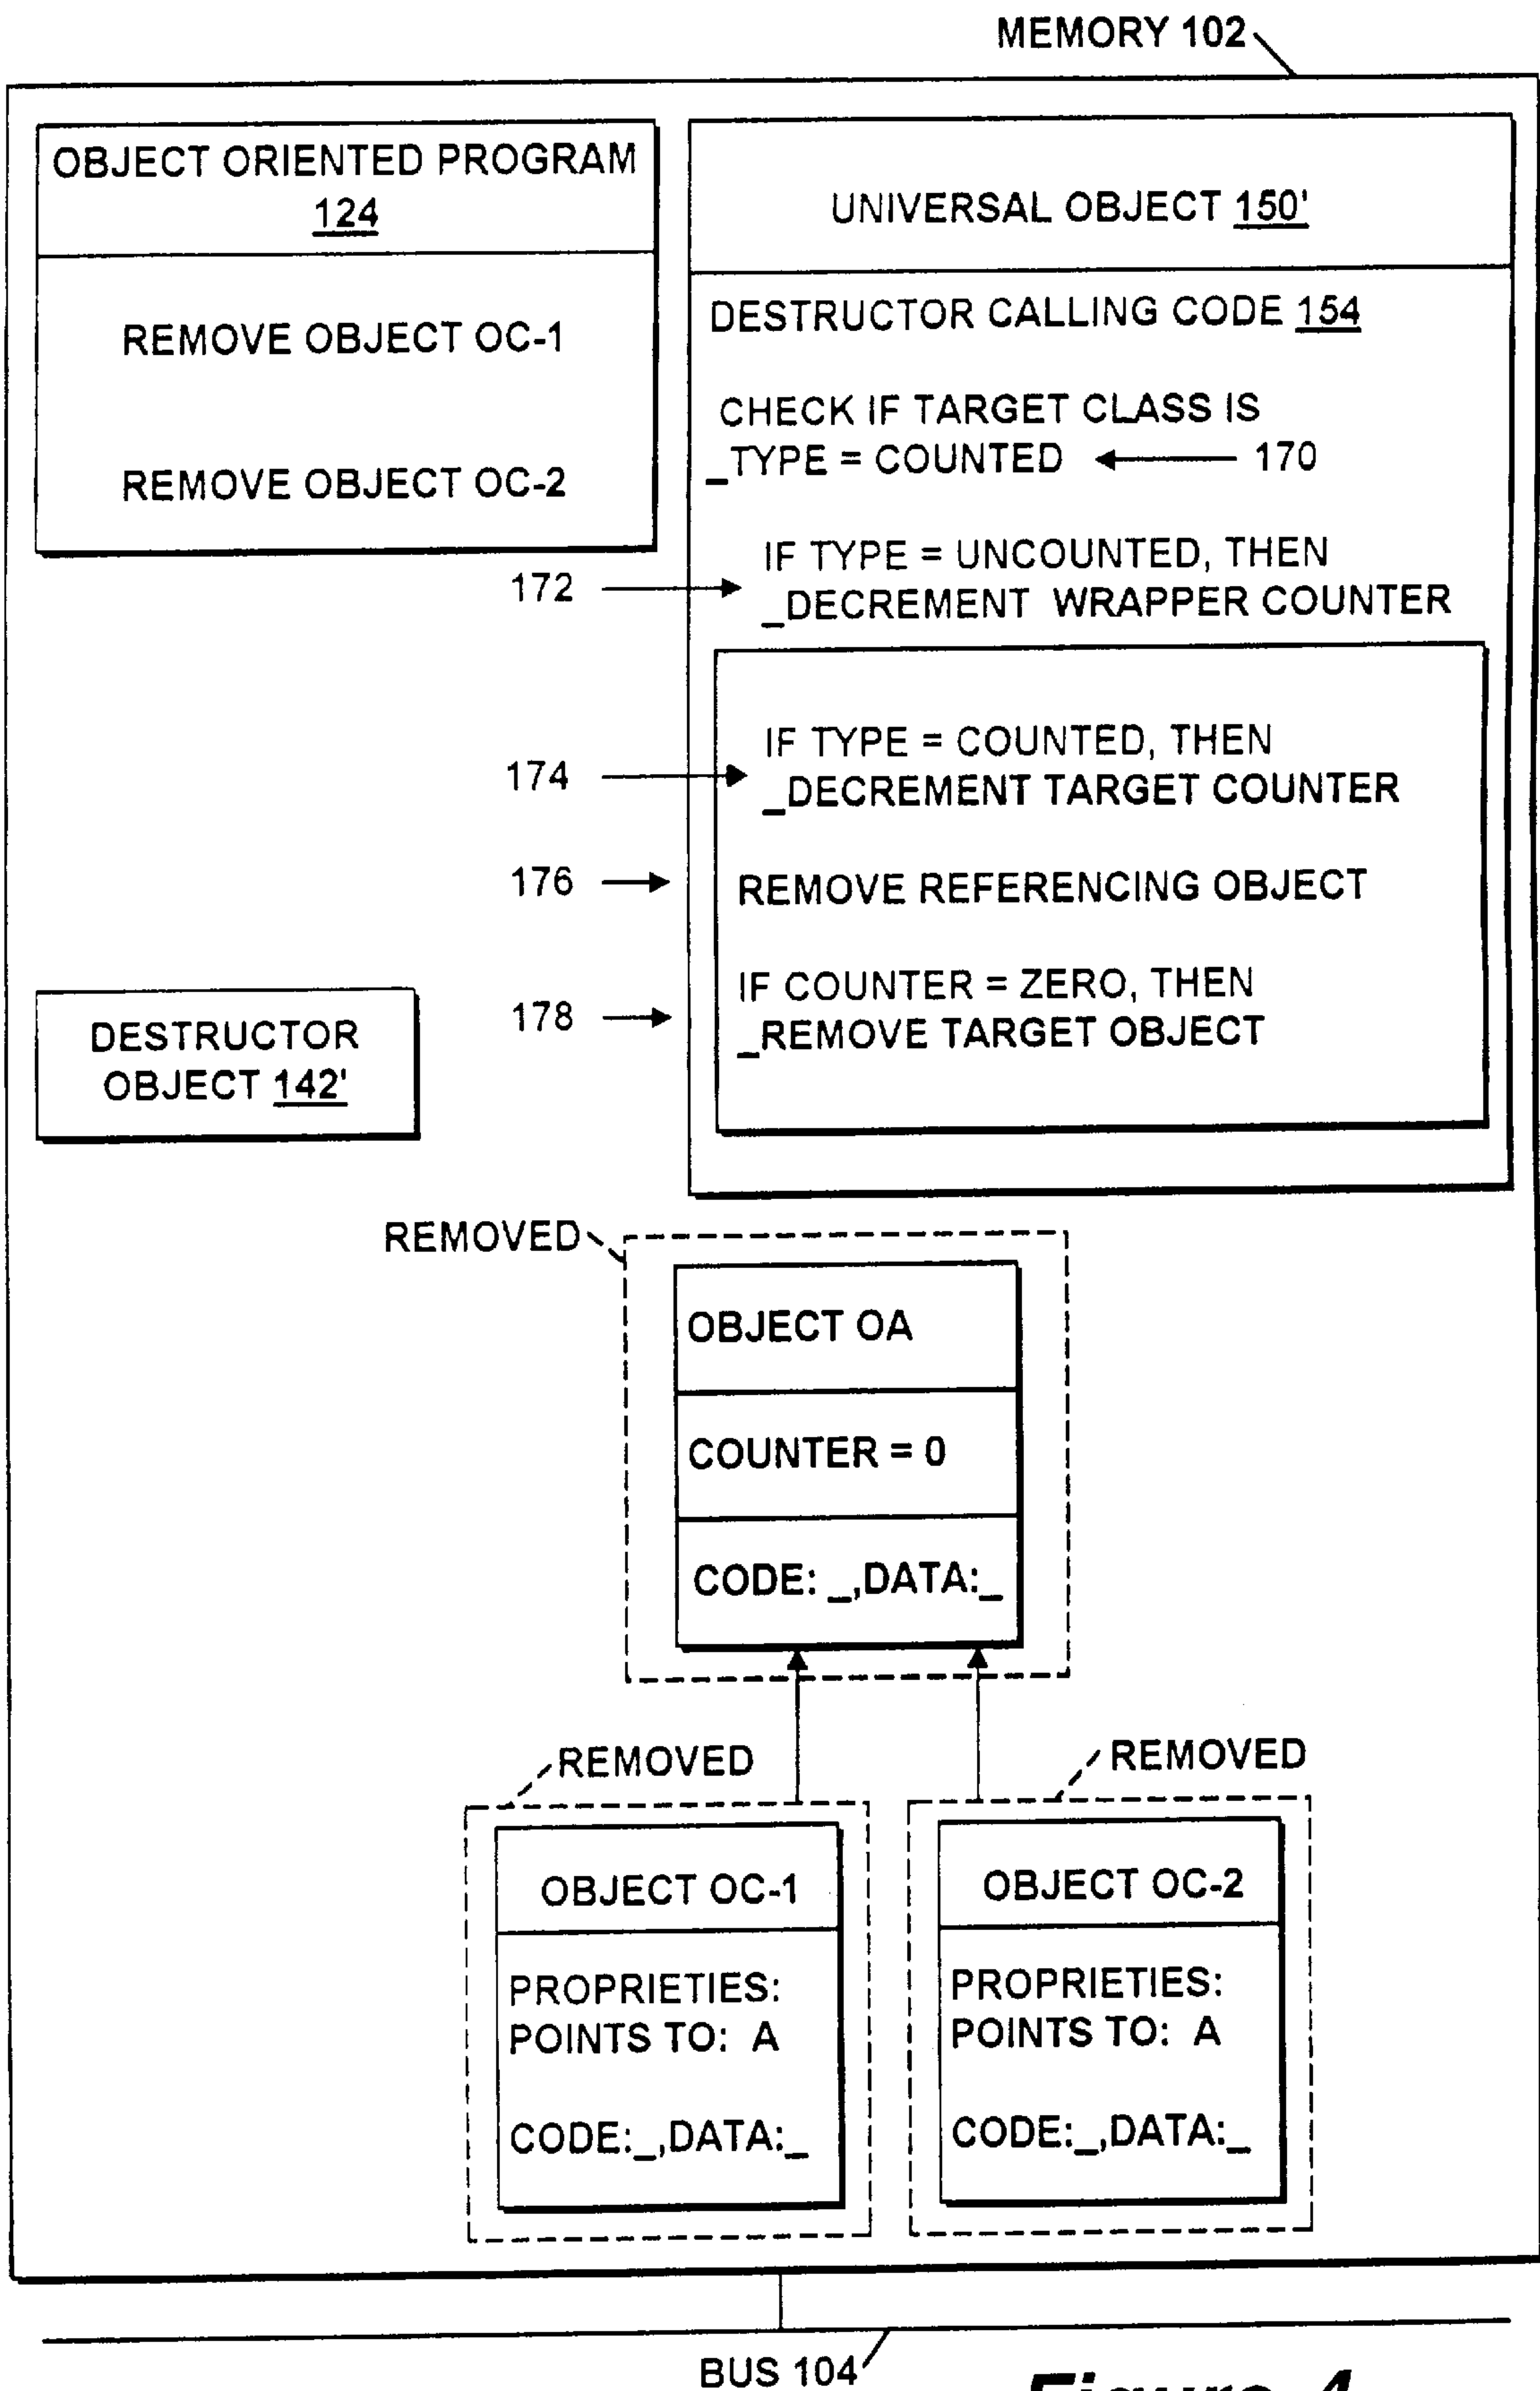 MEMORY 102
OBJECT ORIENTED PROGRAM
124
REMOVE OBJECT OC-1
REMOVE OBJECT OC-2
UNIVERSAL OBJECT 150'
DESTRUCTOR CALLING CODE 154
CHECK IF TARGET CLASS IS
_TYPE = COUNTED
170
IF TYPE = UNCOUNTED, THEN
_DECREMENT WRAPPER COUNTER
172
IF TYPE = COUNTED, THEN
_DECREMENT TARGET COUNTER
174
176
REMOVE REFERENCING OBJECT
IF COUNTER = ZERO, THEN
_REMOVE TARGET OBJECT
178
DESTRUCTOR
OBJECT 142'
REMOVED
OBJECT OA
COUNTER = 0
CODE: _,DATA:_
REMOVED
OBJECT OC-1
PROPRIETIES:
POINTS TO: A
CODE:_,DATA:_
REMOVED
OBJECT OC-2
PROPRIETIES:
POINTS TO: A
CODE:_,DATA:_
BUS 104
Figure 4